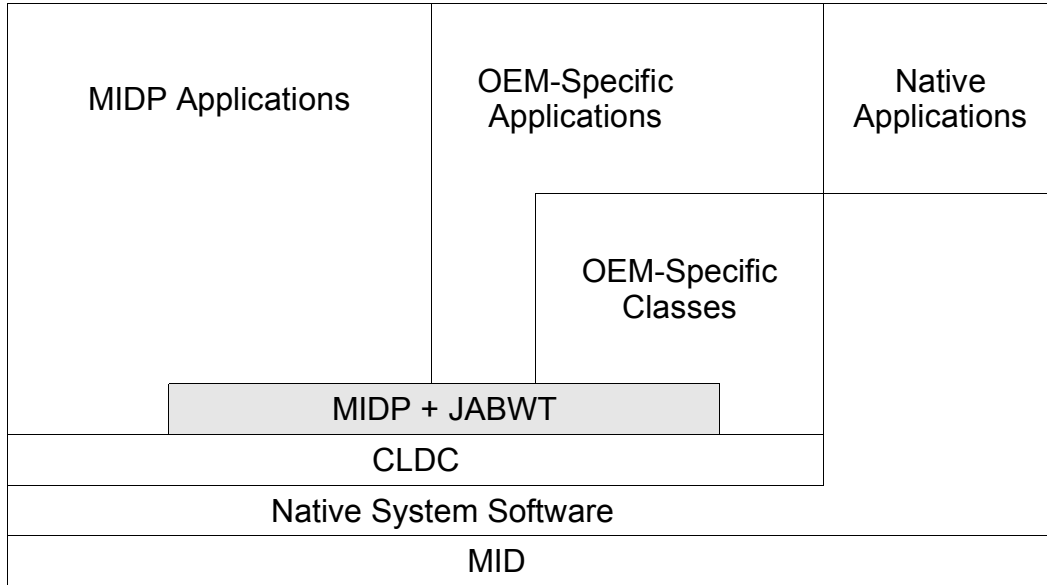 MIDP Applications
OEM-Specific
Applications
Native
Applications
OEM-Specific
Classes
MIDP + JABWT
CLDC
Native System Software
MID